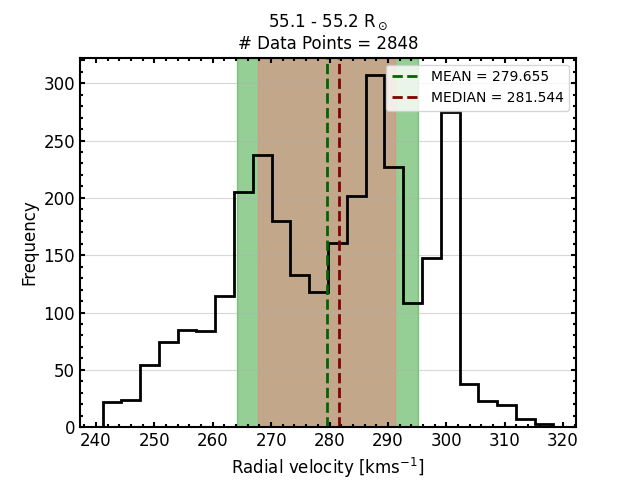 55.1 - 55.2 R⊙
# Data Points = 2848
MEAN = 279.655
MEDIAN = 281.544
Frequency
300
250
200
150
100
50
0
240 250 260 270 280 290 300 310 320
Radial velocity [kms⁻¹]